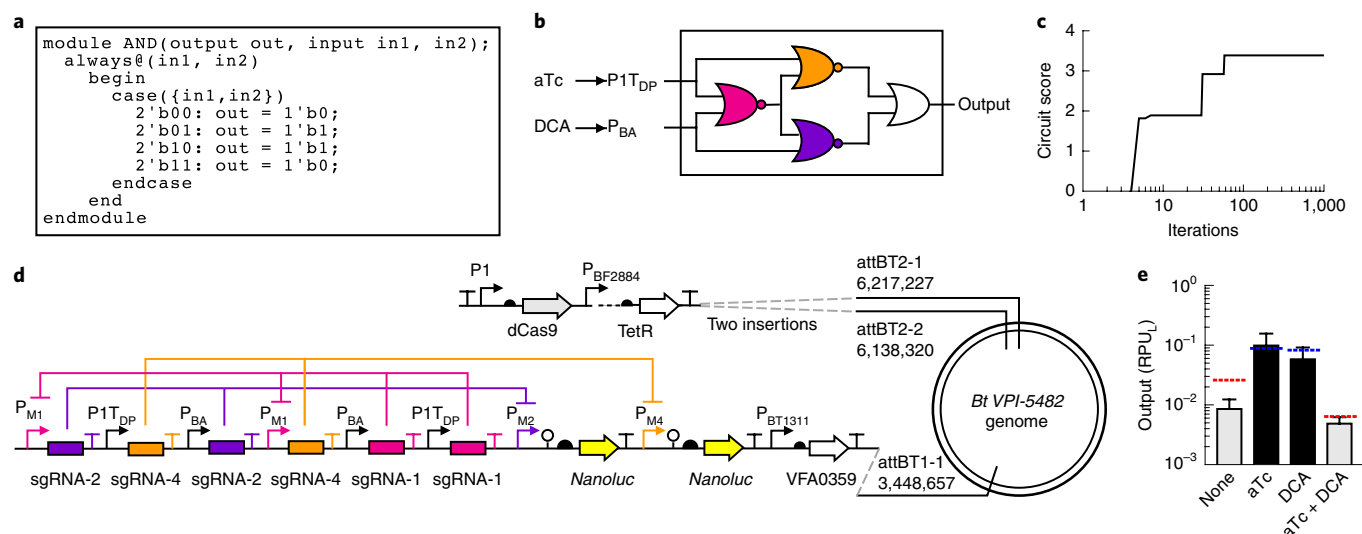 a
module AND(output out, input in1, in2);
always@(in1, in2)
begin
case({in1,in2})
2'b00: out = 1'b0;
2'b01: out = 1'b1;
2'b10: out = 1'b1;
2'b11: out = 1'b0;
endcase
end
endmodule
b
aTc
P1T_DP
DCA
P_BA
Output
c
Circuit score
4
3
2
1
0
1
10
100
1,000
Iterations
d
P1
P_BF2884
dCas9
TetR
Two insertions
attBT2-1
6,217,227
attBT2-2
6,138,320
Bt VPI-5482
genome
attBT1-1
3,448,657
P_M1
P1T_DP
P_BA
P_M1
P_BA
P1T_DP
P_M2
P_M4
P_BT1311
sgRNA-2
sgRNA-4
sgRNA-2
sgRNA-4
sgRNA-1
sgRNA-1
Nanoluc
Nanoluc
VFA0359
e
Output (RPU_L)
10^0
10^−1
10^−2
10^−3
None
aTc
DCA
aTc + DCA